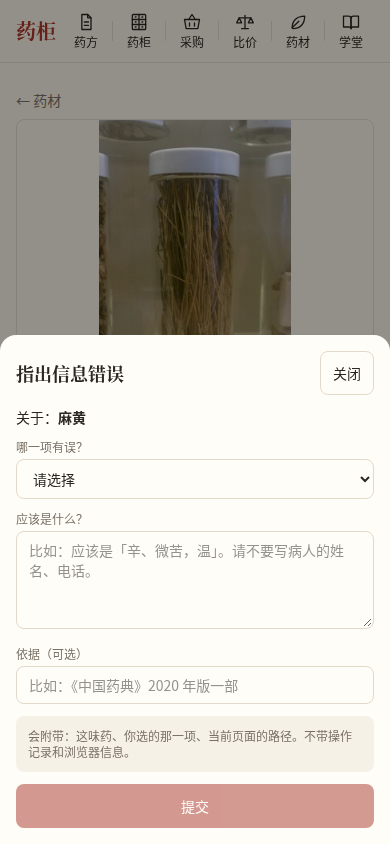 药柜
药方
药柜
采购
比价
药材
学堂
← 药材
指出信息错误
关闭
关于：麻黄
哪一项有误？
请选择
应该是什么？
比如：应该是「辛、微苦，温」。请不要写病人的姓
名、电话。
依据（可选）
比如：《中国药典》2020 年版一部
会附带：这味药、你选的那一项、当前页面的路径。不带操作
记录和浏览器信息。
提交